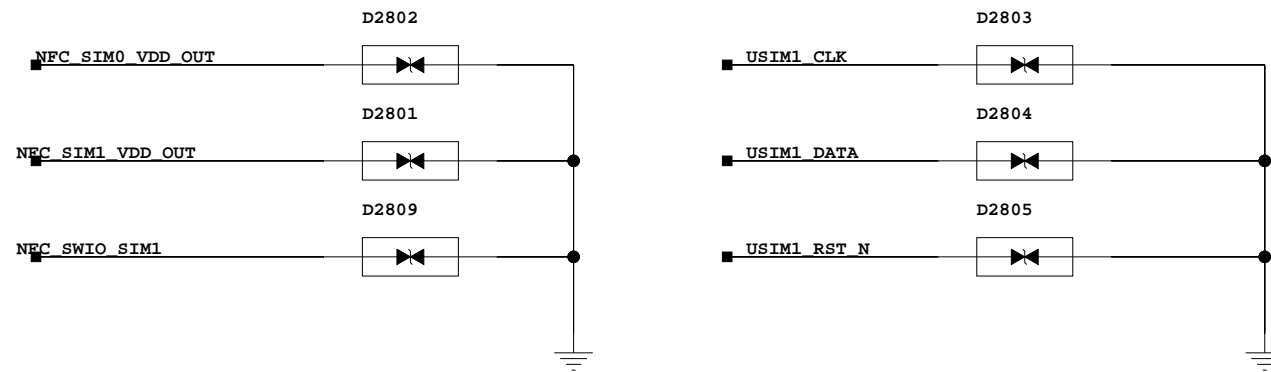 D2802
D2803
NFC_SIM0_VDD_OUT
USIM1_CLK
D2801
D2804
NFC_SIM1_VDD_OUT
USIM1_DATA
D2809
D2805
NFC_SWIO_SIM1
USIM1_RST_N